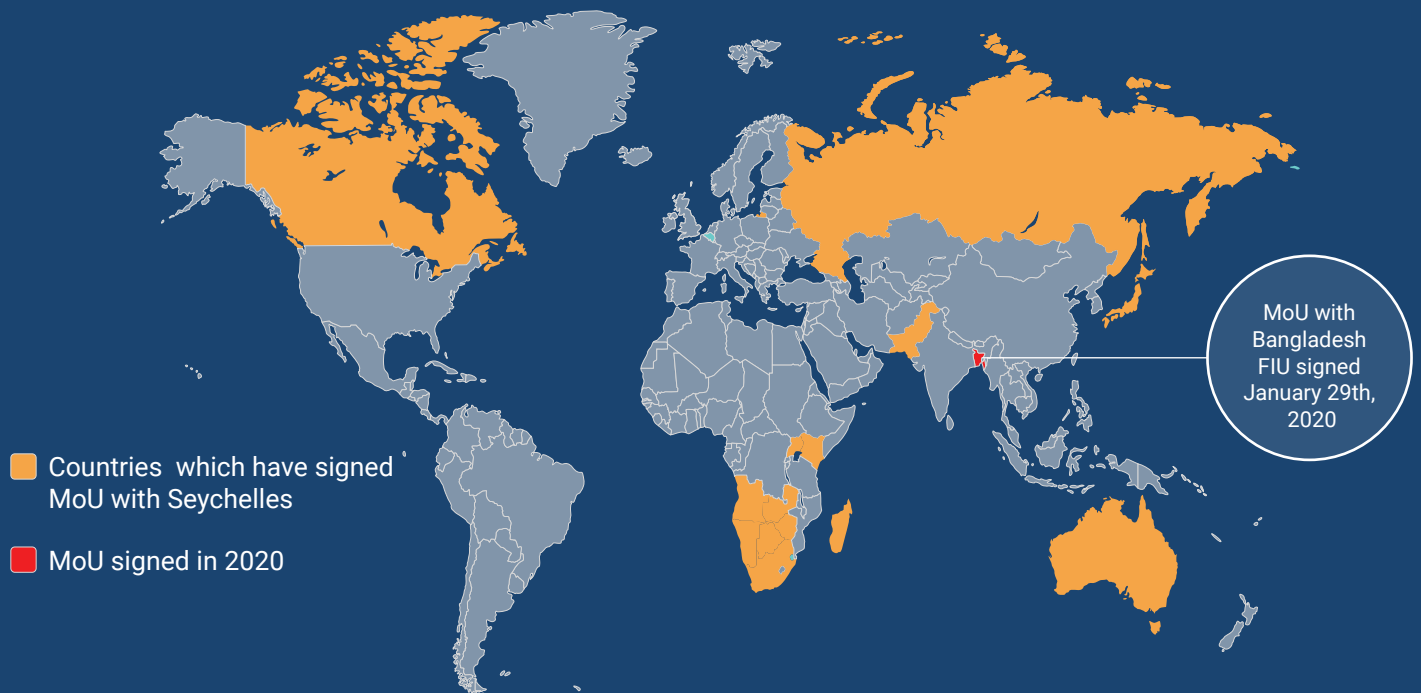 MoU with
Bangladesh
FIU signed
January 29th,
2020
Countries which have signed
MoU with Seychelles
MoU signed in 2020